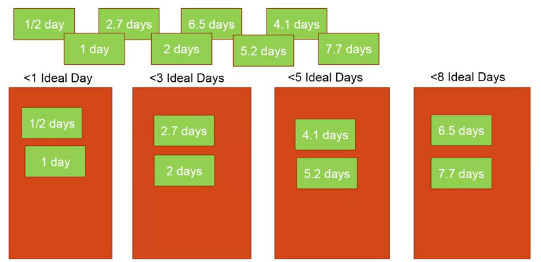 1/2 day
2.7 days
6.5 days
4.1 days
1 day
2 days
5.2 days
7.7 days
<1 Ideal Day
<3 Ideal Days
<5 Ideal Days
<8 Ideal Days
1/2 days
1 day
2.7 days
2 days
4.1 days
5.2 days
6.5 days
7.7 days